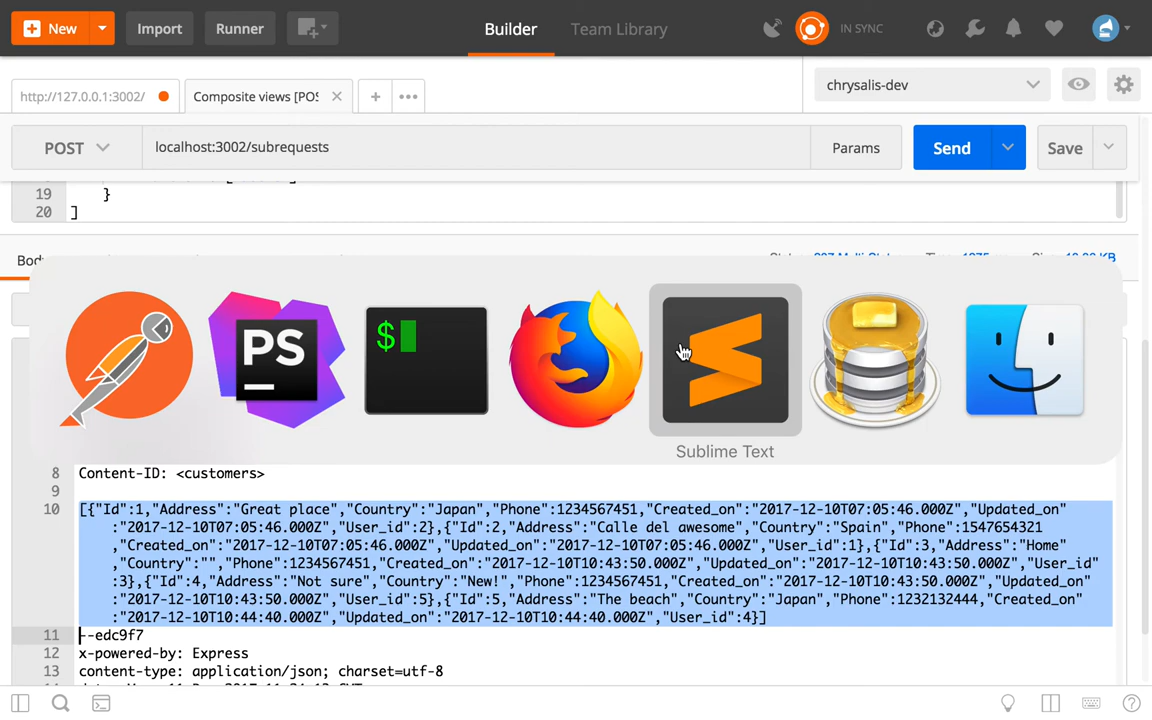 New
Import
Runner
Builder
Team Library
IN SYNC
http://127.0.0.1:3002/
Composite views [POS
chrysalis-dev
POST
localhost:3002/subrequests
Params
Send
Save
19 }
20 ]
PS
$
Sublime Text
8 Content-ID: <customers>
9
10 [{"Id":1,"Address":"Great place","Country":"Japan","Phone":1234567451,"Created_on":"2017-12-10T07:05:46.000Z","Updated_on"
:"2017-12-10T07:05:46.000Z","User_id":2},{"Id":2,"Address":"Calle del awesome","Country":"Spain","Phone":1547654321
,"Created_on":"2017-12-10T07:05:46.000Z","Updated_on":"2017-12-10T07:05:46.000Z","User_id":1},{"Id":3,"Address":"Home"
,"Country":"","Phone":1234567451,"Created_on":"2017-12-10T10:43:50.000Z","Updated_on":"2017-12-10T10:43:50.000Z","User_id"
:3},{"Id":4,"Address":"Not sure","Country":"New!","Phone":1234567451,"Created_on":"2017-12-10T10:43:50.000Z","Updated_on"
:"2017-12-10T10:43:50.000Z","User_id":5},{"Id":5,"Address":"The beach","Country":"Japan","Phone":1232132444,"Created_on"
:"2017-12-10T10:44:40.000Z","Updated_on":"2017-12-10T10:44:40.000Z","User_id":4}]
11 --edc9f7
12 x-powered-by: Express
13 content-type: application/json; charset=utf-8